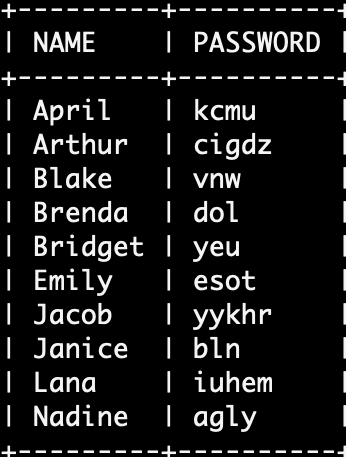 +---------+----------+
| NAME    | PASSWORD |
+---------+----------+
| April   | kcmu     |
| Arthur  | cigdz    |
| Blake   | vnw      |
| Brenda  | dol      |
| Bridget | yeu      |
| Emily   | esot     |
| Jacob   | yykhr    |
| Janice  | bln      |
| Lana    | iuhem    |
| Nadine  | agly     |
+---------+----------+